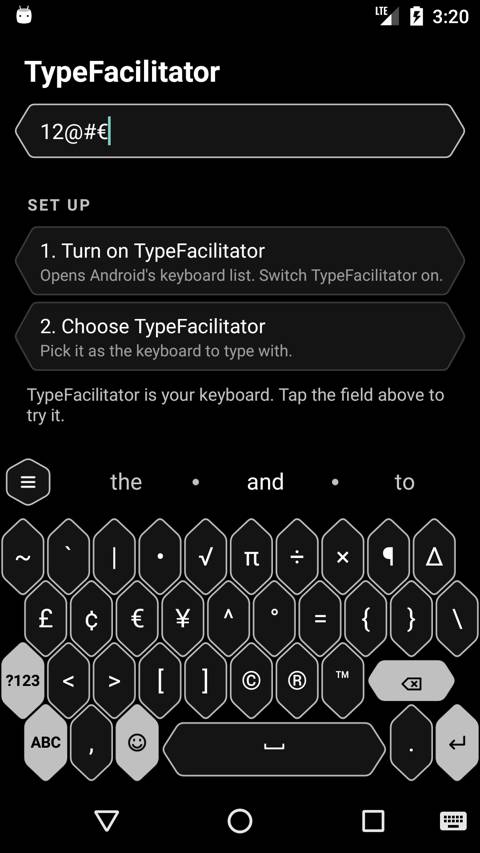 LTE 3:20
TypeFacilitator
12@#€
SET UP
1. Turn on TypeFacilitator
Opens Android's keyboard list. Switch TypeFacilitator on.
2. Choose TypeFacilitator
Pick it as the keyboard to type with.
TypeFacilitator is your keyboard. Tap the field above to
try it.
the • and • to
~ ` | • √ π ÷ × ¶ Δ
£ ¢ € ¥ ^ ° = { } \
?123 < > [ ] © ® ™
ABC , .